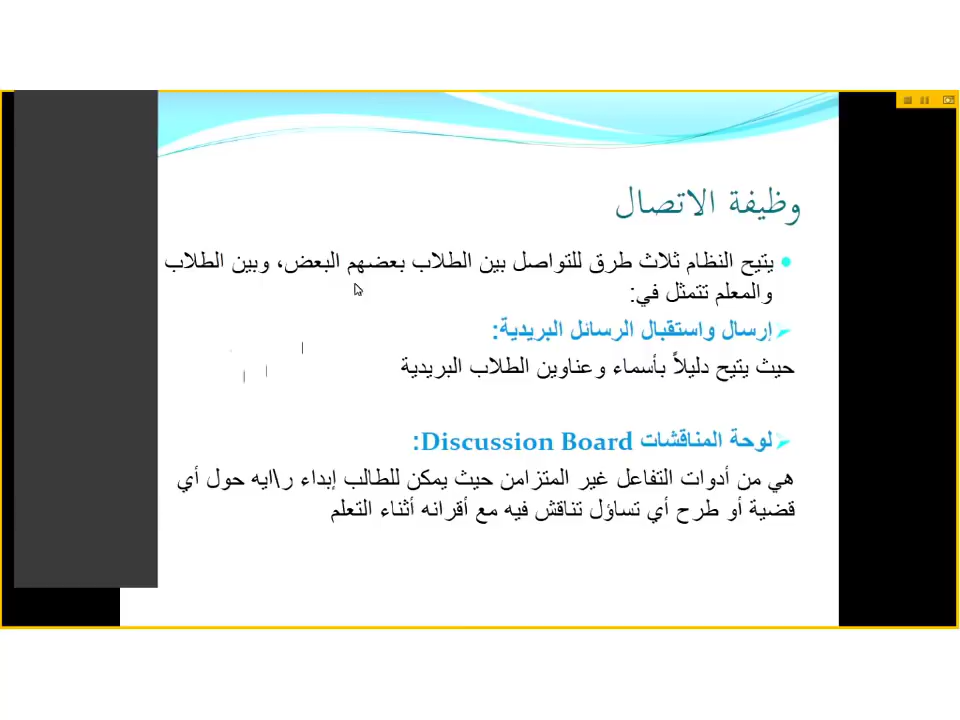 وظيفة الاتصال
يتيح النظام ثلاث طرق للتواصل بين الطلاب بعضهم البعض، وبين الطلاب
والمعلم تتمثل في:
إرسال واستقبال الرسائل البريدية:
حيث يتيح دليلاً بأسماء وعناوين الطلاب البريدية
لوحة المناقشات Discussion Board:
هي من أدوات التفاعل غير المتزامن حيث يمكن للطالب إبداء ر\ايه حول أي
قضية أو طرح أي تساؤل تناقش فيه مع أقرانه أثناء التعلم